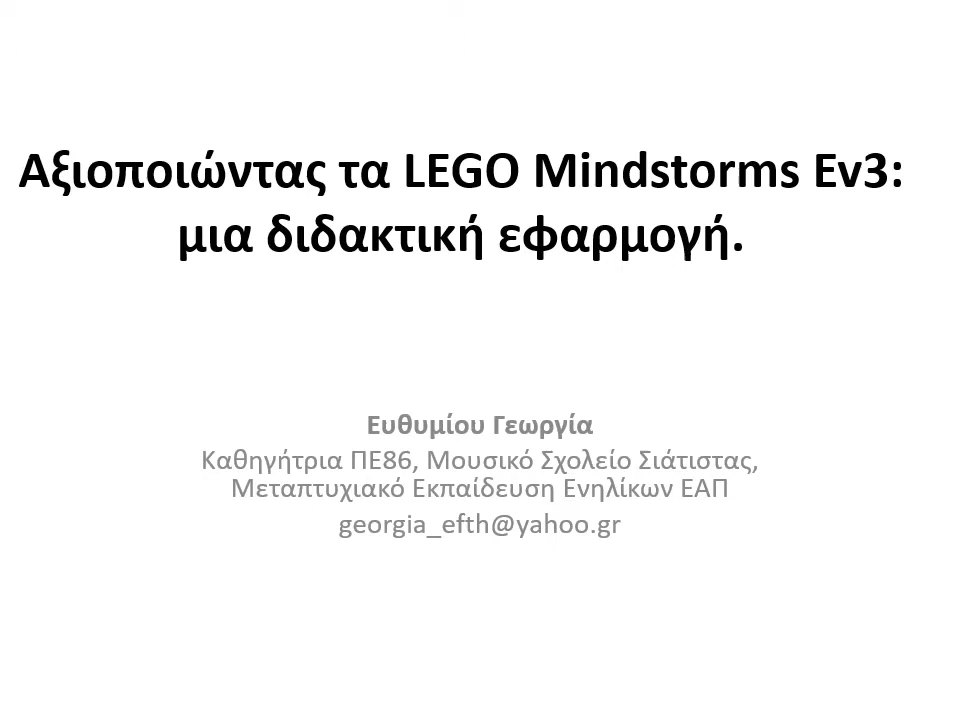 Αξιοποιώντας τα LEGO Mindstorms Ev3:
μια διδακτική εφαρμογή.
Ευθυμίου Γεωργία
Καθηγήτρια ΠΕ86, Μουσικό Σχολείο Σιάτιστας,
Μεταπτυχιακό Εκπαίδευση Ενηλίκων ΕΑΠ
georgia_efth@yahoo.gr